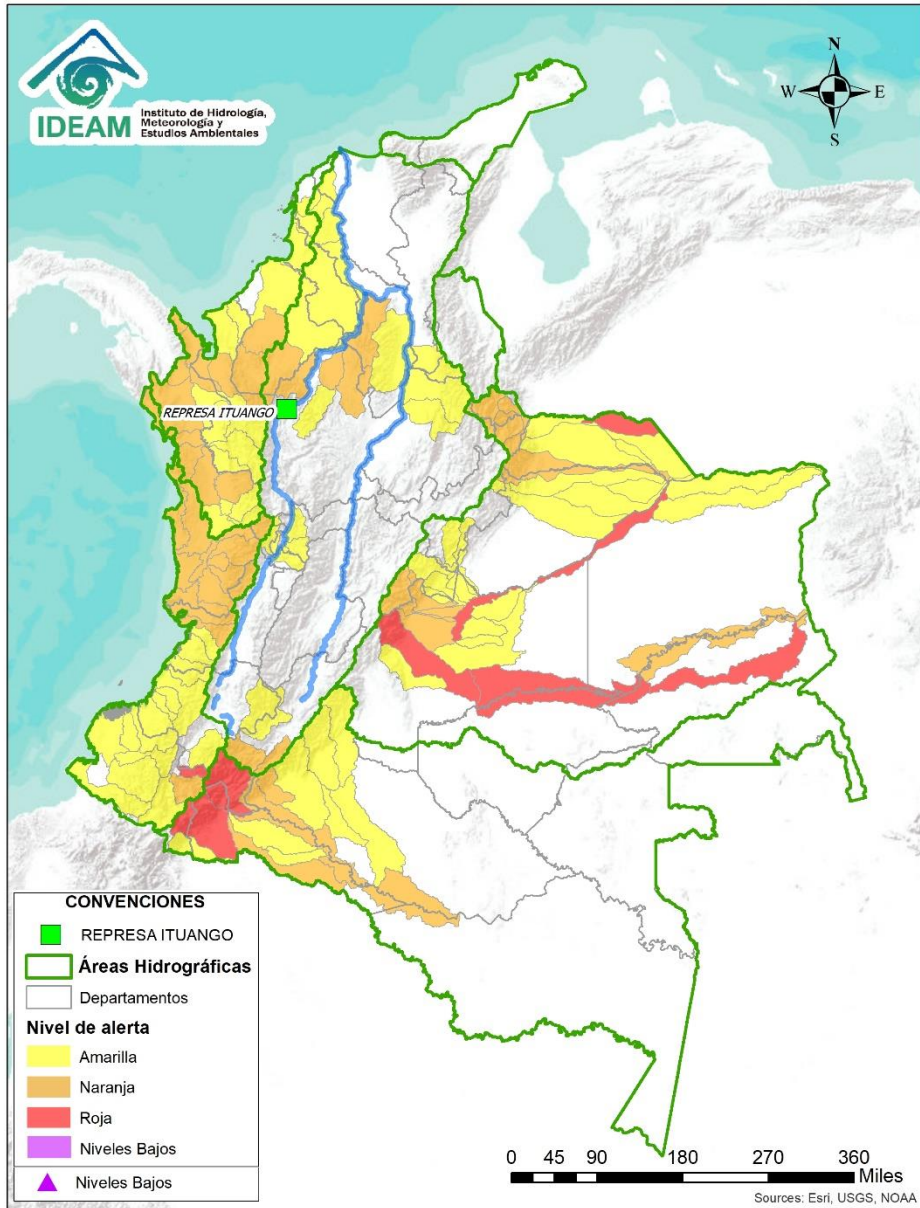 IDEAM
Instituto de Hidrología,
Meteorología y
Estudios Ambientales
N
W
E
S
REPRESA ITUANGO
CONVENCIONES
REPRESA ITUANGO
Áreas Hidrográficas
Departamentos
Nivel de alerta
Amarilla
Naranja
Roja
Niveles Bajos
Niveles Bajos
0 45 90 180 270 360
Miles
Sources: Esri, USGS, NOAA